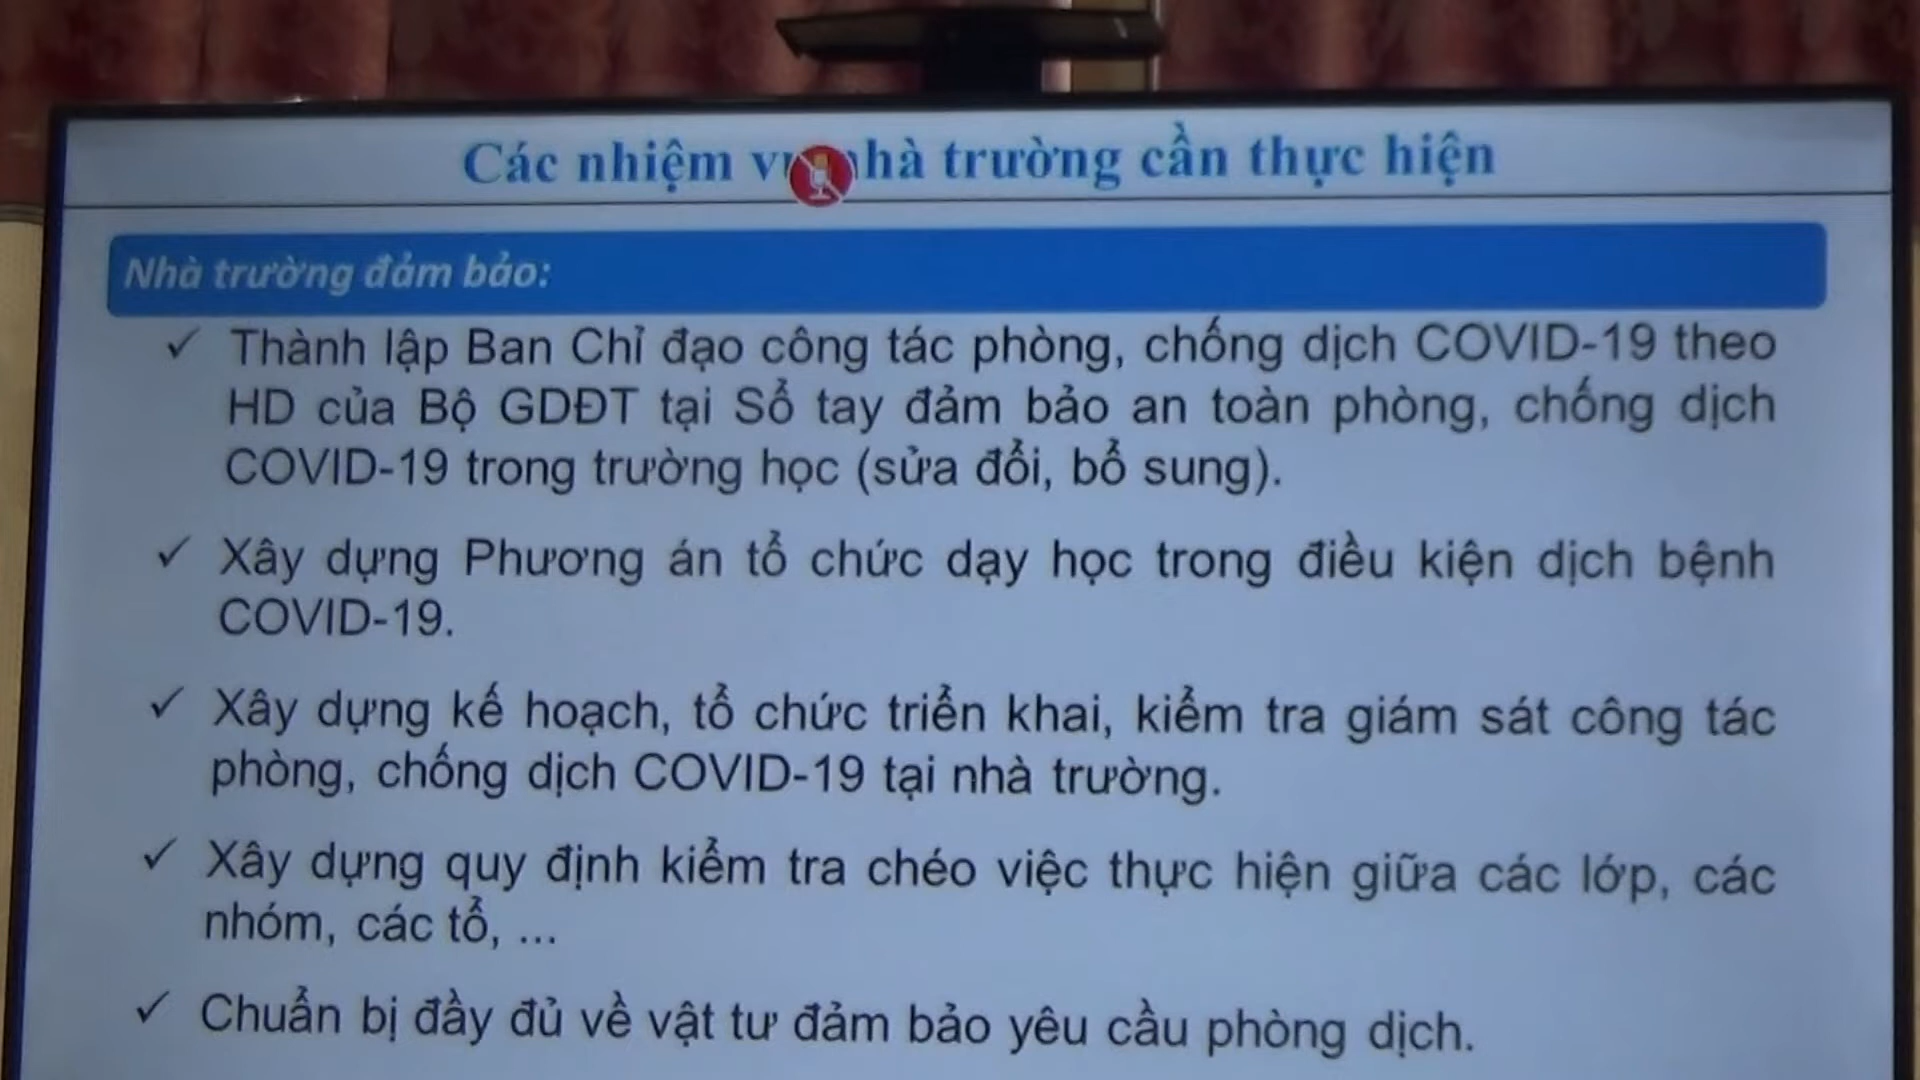 Các nhiệm vụ nhà trường cần thực hiện
Nhà trường đảm bảo:
✓ Thành lập Ban Chỉ đạo công tác phòng, chống dịch COVID-19 theo
HD của Bộ GDĐT tại Sổ tay đảm bảo an toàn phòng, chống dịch
COVID-19 trong trường học (sửa đổi, bổ sung).
✓ Xây dựng Phương án tổ chức dạy học trong điều kiện dịch bệnh
COVID-19.
✓ Xây dựng kế hoạch, tổ chức triển khai, kiểm tra giám sát công tác
phòng, chống dịch COVID-19 tại nhà trường.
✓ Xây dựng quy định kiểm tra chéo việc thực hiện giữa các lớp, các
nhóm, các tổ, ...
✓ Chuẩn bị đầy đủ về vật tư đảm bảo yêu cầu phòng dịch.